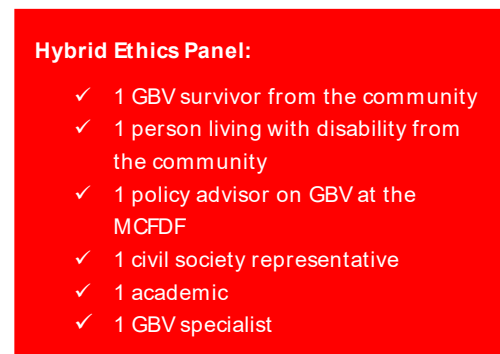 Hybrid Ethics Panel:
✓ 1 GBV survivor from the community
✓ 1 person living with disability from
the community
✓ 1 policy advisor on GBV at the
MCFDF
✓ 1 civil society representative
✓ 1 academic
✓ 1 GBV specialist